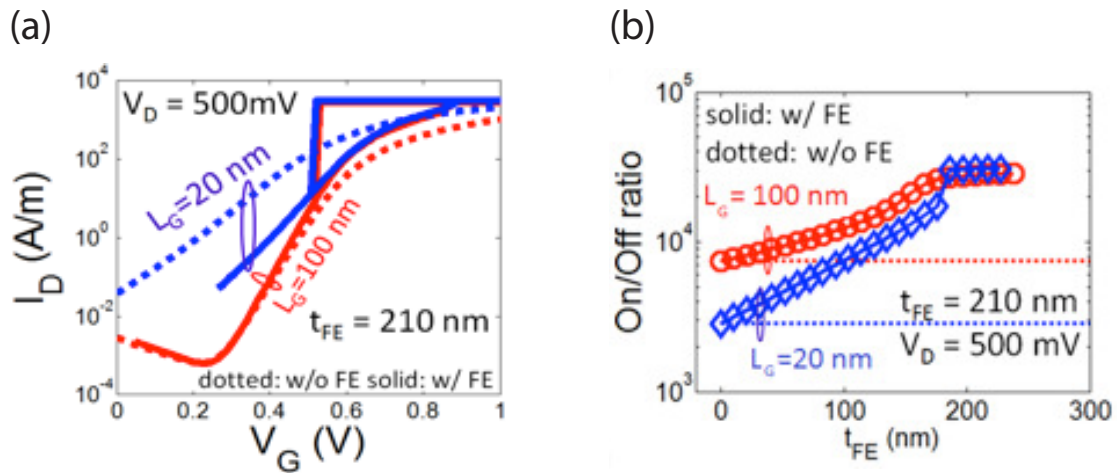 (a)
(b)
V_D = 500mV
L_G=20 nm
L_G=100 nm
t_FE = 210 nm
dotted: w/o FE solid: w/ FE
I_D (A/m)
10^4
10^2
10^0
10^-2
10^-4
0
0.2
0.4
0.6
0.8
1
V_G (V)
solid: w/ FE
dotted: w/o FE
L_G = 100 nm
t_FE = 210 nm
V_D = 500 mV
L_G=20 nm
On/Off ratio
10^5
10^4
10^3
0
100
200
300
t_FE (nm)